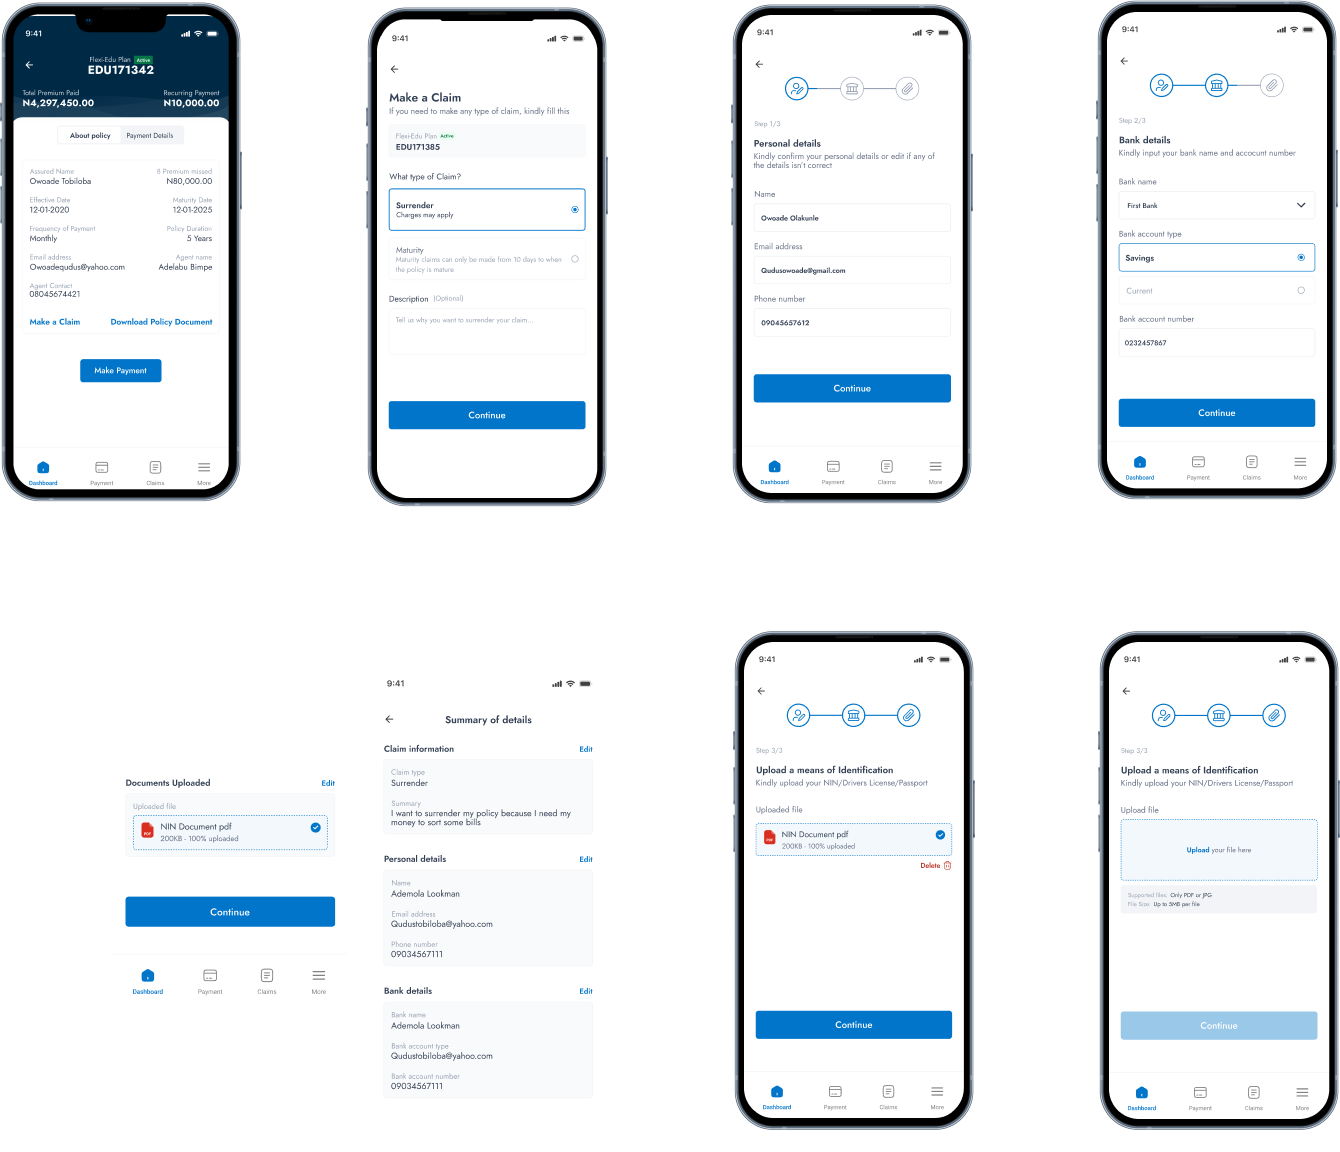 9:41
Flexi-Edu Plan Active
EDU171342
Total Premium Paid Recurring Payment
N4,297,450.00 N10,000.00
About policy Payment Details
Assured Name 8 Premium missed
Owoade Tobiloba N80,000.00
Effective Date Maturity Date
12-01-2020 12-01-2025
Frequency of Payment Policy Duration
Monthly 5 Years
Email address Agent name
Owoadequdus@yahoo.com Adelabu Bimpe
Agent Contact
08045674421
Make a Claim Download Policy Document
Make Payment
Dashboard Payment Claims More
9:41
Make a Claim
If you need to make any type of claim, kindly fill this
Flexi-Edu Plan Active
EDU171385
What type of Claim?
Surrender
Charges may apply
Maturity
Maturity claims can only be made from 10 days to when
the policy is mature
Description (Optional)
Tell us why you want to surrender your claim...
Continue
9:41
Step 1/3
Personal details
Kindly confirm your personal details or edit if any of
the details isn't correct
Name
Owoade Olakunle
Email address
Qudusowoade@gmail.com
Phone number
09045657612
Continue
Dashboard Payment Claims More
9:41
Step 2/3
Bank details
Kindly input your bank name and accocunt number
Bank name
First Bank
Bank account type
Savings
Current
Bank account number
0232457867
Continue
Dashboard Payment Claims More
Documents Uploaded Edit
Uploaded file
PDF
NIN Document pdf
200KB - 100% uploaded
Continue
Dashboard Payment Claims More
9:41
Summary of details
Claim information Edit
Claim type
Surrender
Summary
I want to surrender my policy because I need my
money to sort some bills
Personal details Edit
Name
Ademola Lookman
Email address
Qudustobiloba@yahoo.com
Phone number
09034567111
Bank details Edit
Bank name
Ademola Lookman
Bank account type
Qudustobiloba@yahoo.com
Bank account number
09034567111
9:41
Step 3/3
Upload a means of Identification
Kindly upload your NIN/Drivers License/Passport
Uploaded file
PDF
NIN Document pdf
200KB - 100% uploaded
Delete
Continue
Dashboard Payment Claims More
9:41
Step 3/3
Upload a means of Identification
Kindly upload your NIN/Drivers License/Passport
Upload file
Upload your file here
Supported files: Only PDF or JPG
File Size: Up to 5MB per file
Continue
Dashboard Payment Claims More